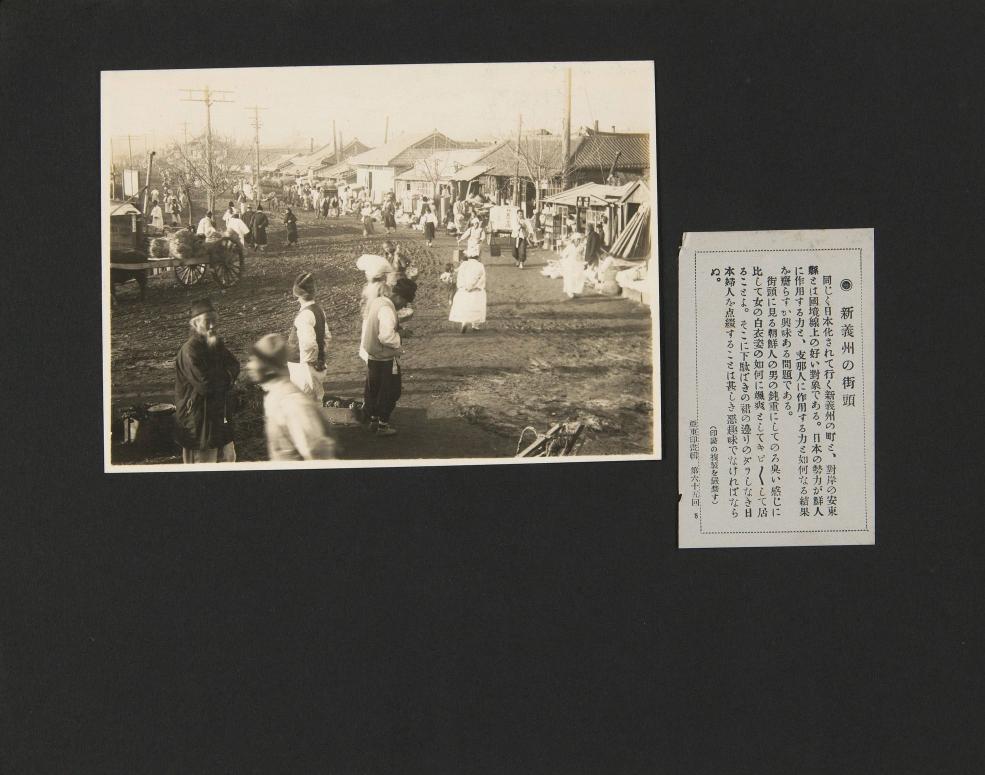 ◉ 新義州の街頭
同じく日本化されて行く新義州の町と、對岸の安東
縣とは國境線上の好い對象である。日本の勢力が鮮人
に作用する力と、支那人に作用する力と如何なる結果
を齎らすか興味ある問題である。
街頭に見る朝鮮人の男の鈍重にしてのろ臭い感じに
比して女の白衣姿の如何に颯爽としてキビ〳〵して居
ることよ。そこに下駄ばきの裙の邊りのダラしなき日
本婦人を点綴することは甚しき惡趣味でなければなら
ぬ。
(印畵の複製を嚴禁す)
亞東印畫輯 第六十五回 8